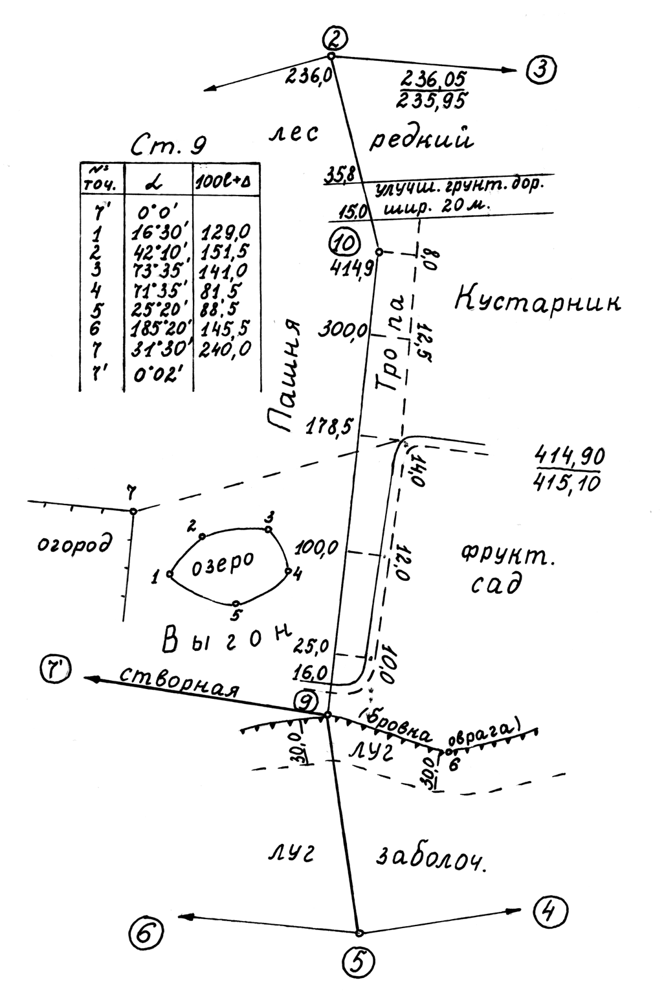 2
3
236,0
236,05
235,95
лес
редкий
Ст. 9
№з
точ.
α
100l+Δ
7' 0°0'
1 16°30' 129,0
2 42°10' 151,5
3 73°35' 141,0
4 71°35' 81,5
5 25°20' 88,5
6 185°20' 145,5
7 31°30' 240,0
7' 0°02'
35,8
улучш. грунт. дор.
15,0
шир. 20 м.
10
414,9
8,0
Кустарник
Пашня
300,0
Тропа
12,5
178,5
14,0
414,90
415,10
7
огород
2
3
озеро
1
4
5
100,0
12,0
фрукт.
сад
Выгон
25,0
10,0
16,0
7'
створная
9
(бровка
оврага)
30,0
луг
30,0
6
луг
заболоч.
6
4
5